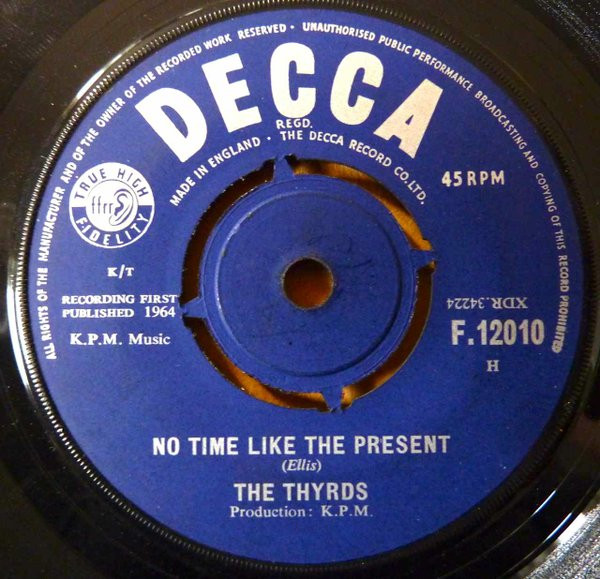 ALL RIGHTS OF THE MANUFACTURER AND OF THE OWNER OF THE RECORDED WORK RESERVED · UNAUTHORISED PUBLIC PERFORMANCE BROADCASTING AND COPYING OF THIS RECORD PROHIBITED
DECCA
REGD.
MADE IN ENGLAND · THE DECCA RECORD CO. LTD.
TRUE HIGH
ffrr
FIDELITY
45 RPM
K/T
RECORDING FIRST
PUBLISHED 1964
K.P.M. Music
XDR.34224
F.12010
H
NO TIME LIKE THE PRESENT
(Ellis)
THE THYRDS
Production: K.P.M.